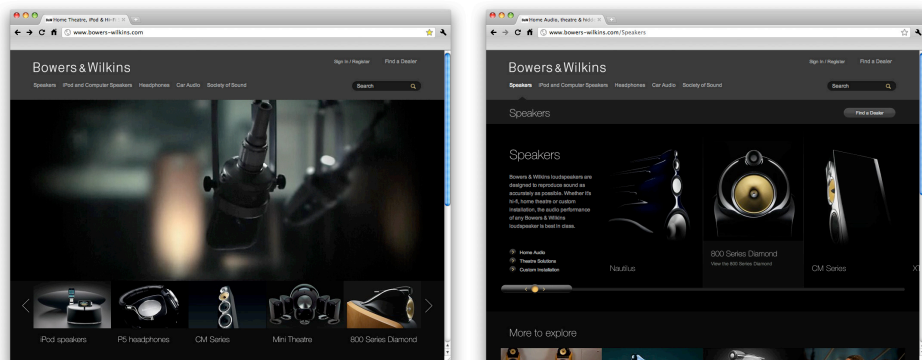 Home Theatre, iPod & Hi-F
www.bowers-wilkins.com
Bowers & Wilkins
Sign In / Register Find a Dealer
Speakers iPod and Computer Speakers Headphones Car Audio Society of Sound
Search
iPod speakers P5 headphones CM Series Mini Theatre 800 Series Diamond
Home Audio, theatre &
www.bowers-wilkins.com/Speakers
Bowers & Wilkins
Sign In / Register Find a Dealer
Speakers iPod and Computer Speakers Headphones Car Audio Society of Sound
Search
Speakers
Find a Dealer
Speakers
Bowers & Wilkins loudspeakers are
designed to reproduce sound as
accurately as possible. Whether it's
hi-fi, home theatre or custom
installation, the audio performance
of any Bowers & Wilkins
loudspeaker is best in class.
Home Audio
Theatre Solutions
Custom Installation
Nautilus
800 Series Diamond
View the 800 Series Diamond
CM Series
XT
More to explore